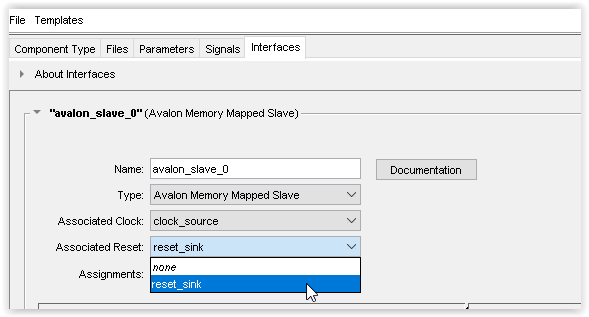 File Templates
Component Type Files Parameters Signals Interfaces
About Interfaces
"avalon_slave_0" (Avalon Memory Mapped Slave)
Name: avalon_slave_0 Documentation
Type: Avalon Memory Mapped Slave
Associated Clock: clock_source
Associated Reset: reset_sink
none
Assignments: reset_sink